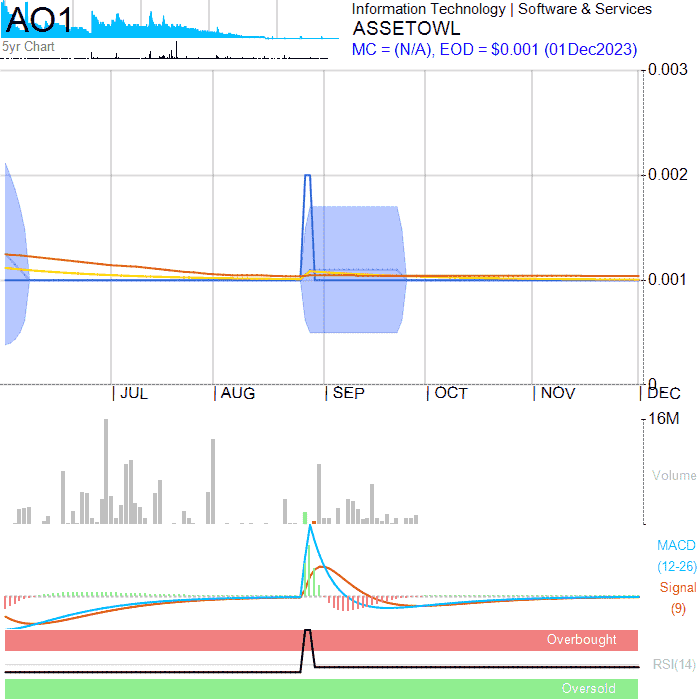 AO1
5yr Chart
Information Technology | Software & Services
ASSETOWL
MC = (N/A), EOD = $0.001 (01Dec2023)
0.003
0.002
0.001
0
JUL AUG SEP OCT NOV DEC
16M
Volume
MACD
(12-26)
Signal
(9)
Overbought
RSI(14)
Oversold